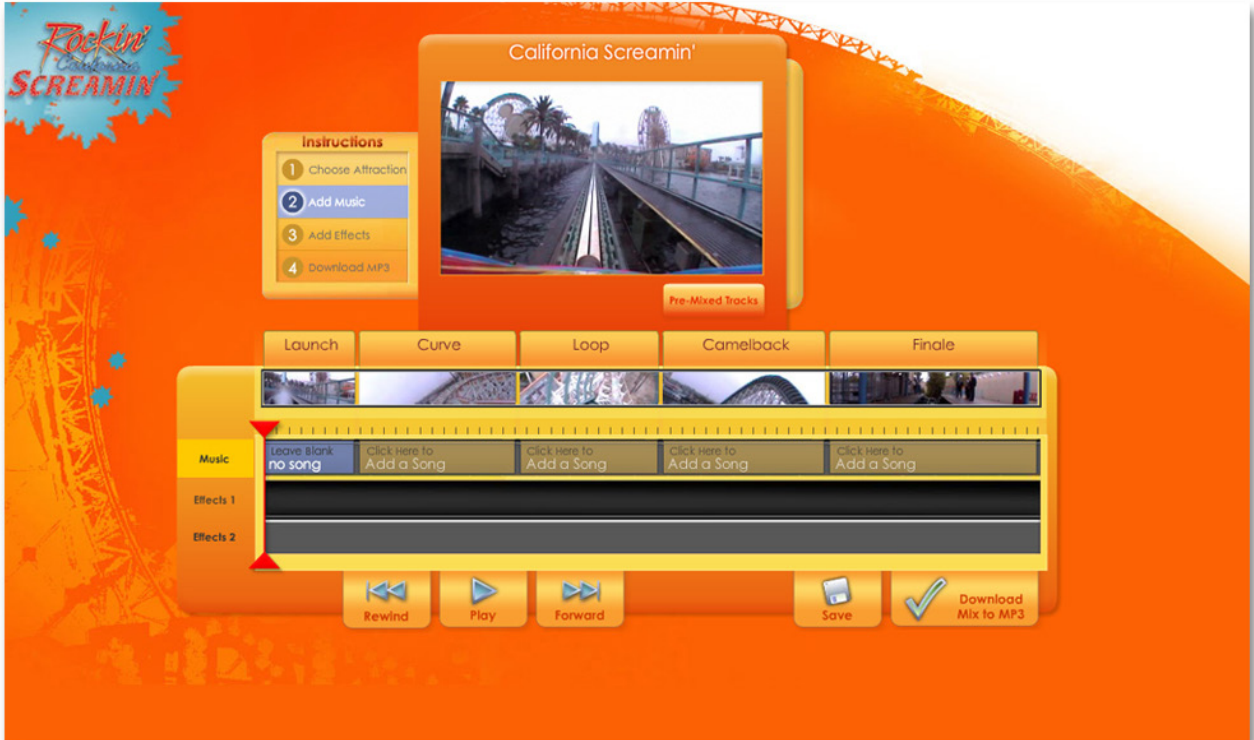 Rockin'
California
SCREAMIN'
California Screamin'
Instructions
1 Choose Attraction
2 Add Music
3 Add Effects
4 Download MP3
Pre-Mixed Tracks
Launch
Curve
Loop
Camelback
Finale
Music
Leave Blank
no song
Click Here to
Add a Song
Click Here to
Add a Song
Click Here to
Add a Song
Click Here to
Add a Song
Effects 1
Effects 2
Rewind
Play
Forward
Save
Download
Mix to MP3